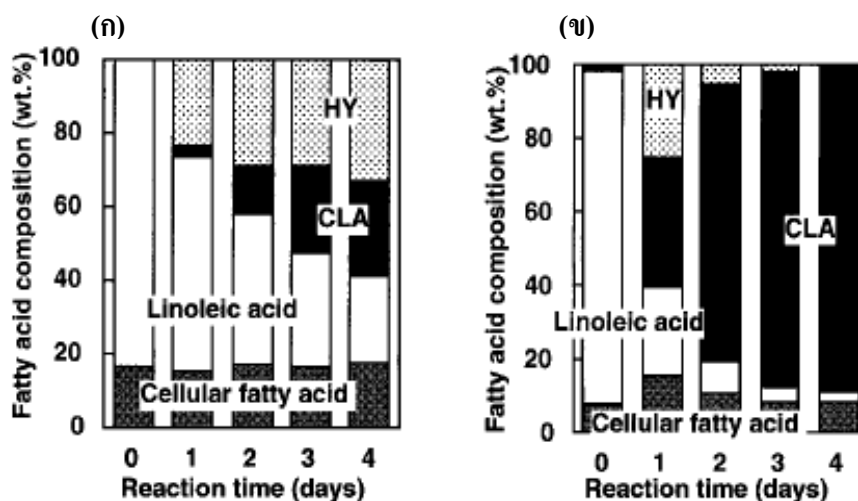 (ก)
Fatty acid composition (wt.%)
100
80
60
40
20
0
HY
CLA
Linoleic acid
Cellular fatty acid
0 1 2 3 4
Reaction time (days)
(ข)
Fatty acid composition (wt.%)
100
80
60
40
20
0
HY
CLA
Linoleic acid
Cellular fatty acid
0 1 2 3 4
Reaction time (days)